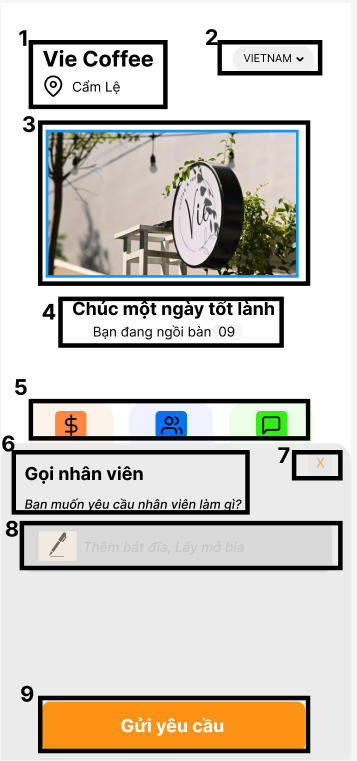 1
Vie Coffee
Cẩm Lệ
2
VIETNAM
3
Vie
4
Chúc một ngày tốt lành
Bạn đang ngồi bàn 09
5
6
Gọi nhân viên
Bạn muốn yêu cầu nhân viên làm gì?
7
X
8
Thêm bát đĩa, Lấy mở bia
9
Gửi yêu cầu